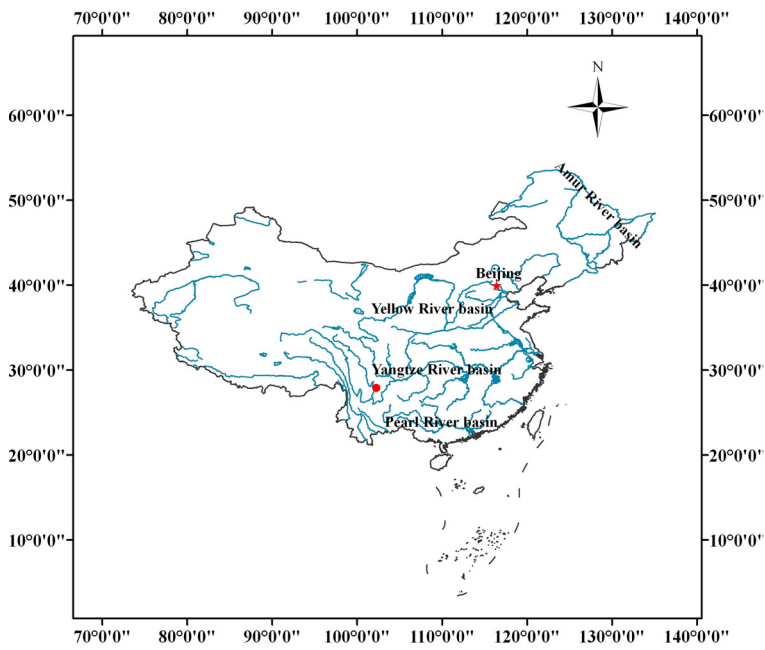 70°0'0" 80°0'0" 90°0'0" 100°0'0" 110°0'0" 120°0'0" 130°0'0" 140°0'0"
N
60°0'0" 60°0'0"
Amur River basin
50°0'0" 50°0'0"
Beijing
40°0'0" 40°0'0"
Yellow River basin
Yangtze River basin
30°0'0" 30°0'0"
Pearl River basin
20°0'0" 20°0'0"
10°0'0" 10°0'0"
70°0'0" 80°0'0" 90°0'0" 100°0'0" 110°0'0" 120°0'0" 130°0'0" 140°0'0"